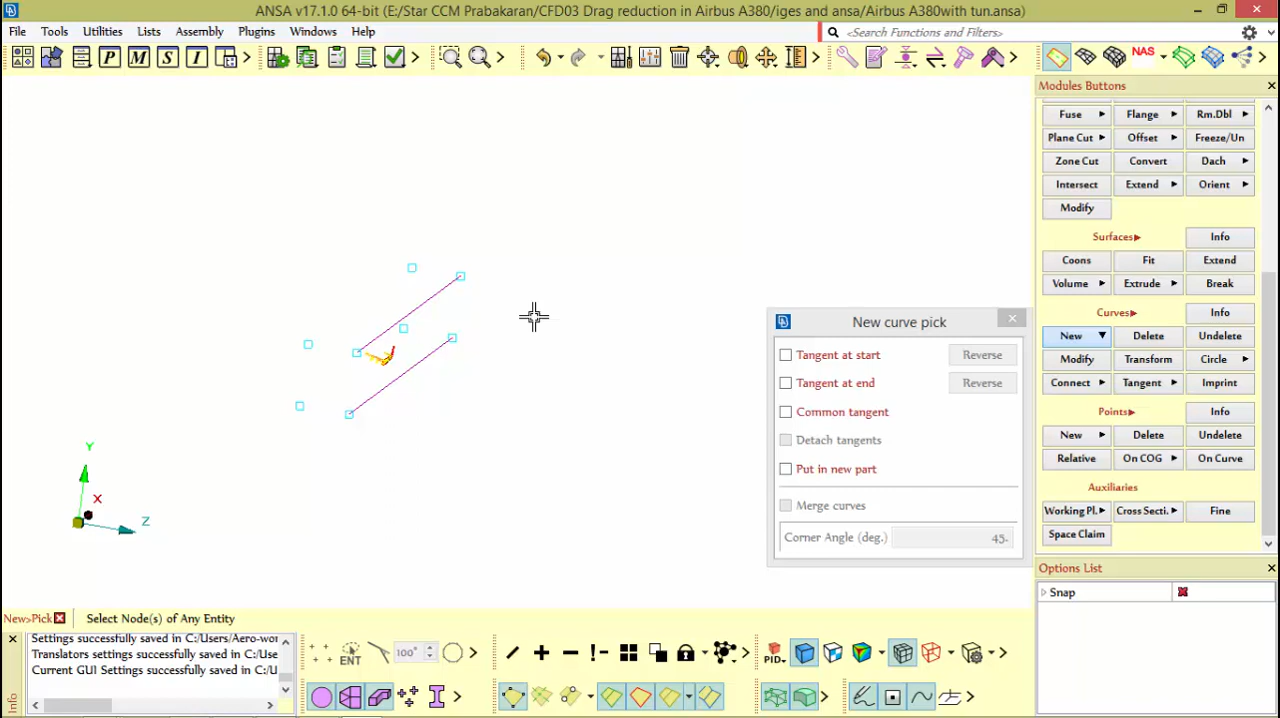 ANSA v17.1.0 64-bit (E:/Star CCM Prabakaran/CFD03 Drag reduction in Airbus A380/iges and ansa/Airbus A380with tun.ansa)
File Tools Utilities Lists Assembly Plugins Windows Help
<Search Functions and Filters>
P M S I
NAS
Modules Buttons
Fuse Flange Rm.Dbl
Plane Cut Offset Freeze/Un
Zone Cut Convert Dach
Intersect Extend Orient
Modify
Surfaces Info
Coons Fit Extend
Volume Extrude Break
Curves Info
New Delete Undelete
Modify Transform Circle
Connect Tangent Imprint
Points Info
New Delete Undelete
Relative On COG On Curve
Auxiliaries
Working Pl. Cross Secti. Fine
Space Claim
Options List
Snap
New curve pick
Tangent at start Reverse
Tangent at end Reverse
Common tangent
Detach tangents
Put in new part
Merge curves
Corner Angle (deg.) 45.
Y
X
Z
New>Pick Select Node(s) of Any Entity
Settings successfully saved in C:/Users/Aero-wor
Translators settings successfully saved in C:/Use
Current GUI Settings successfully saved in C:/U
Info
ENT
100°
PID